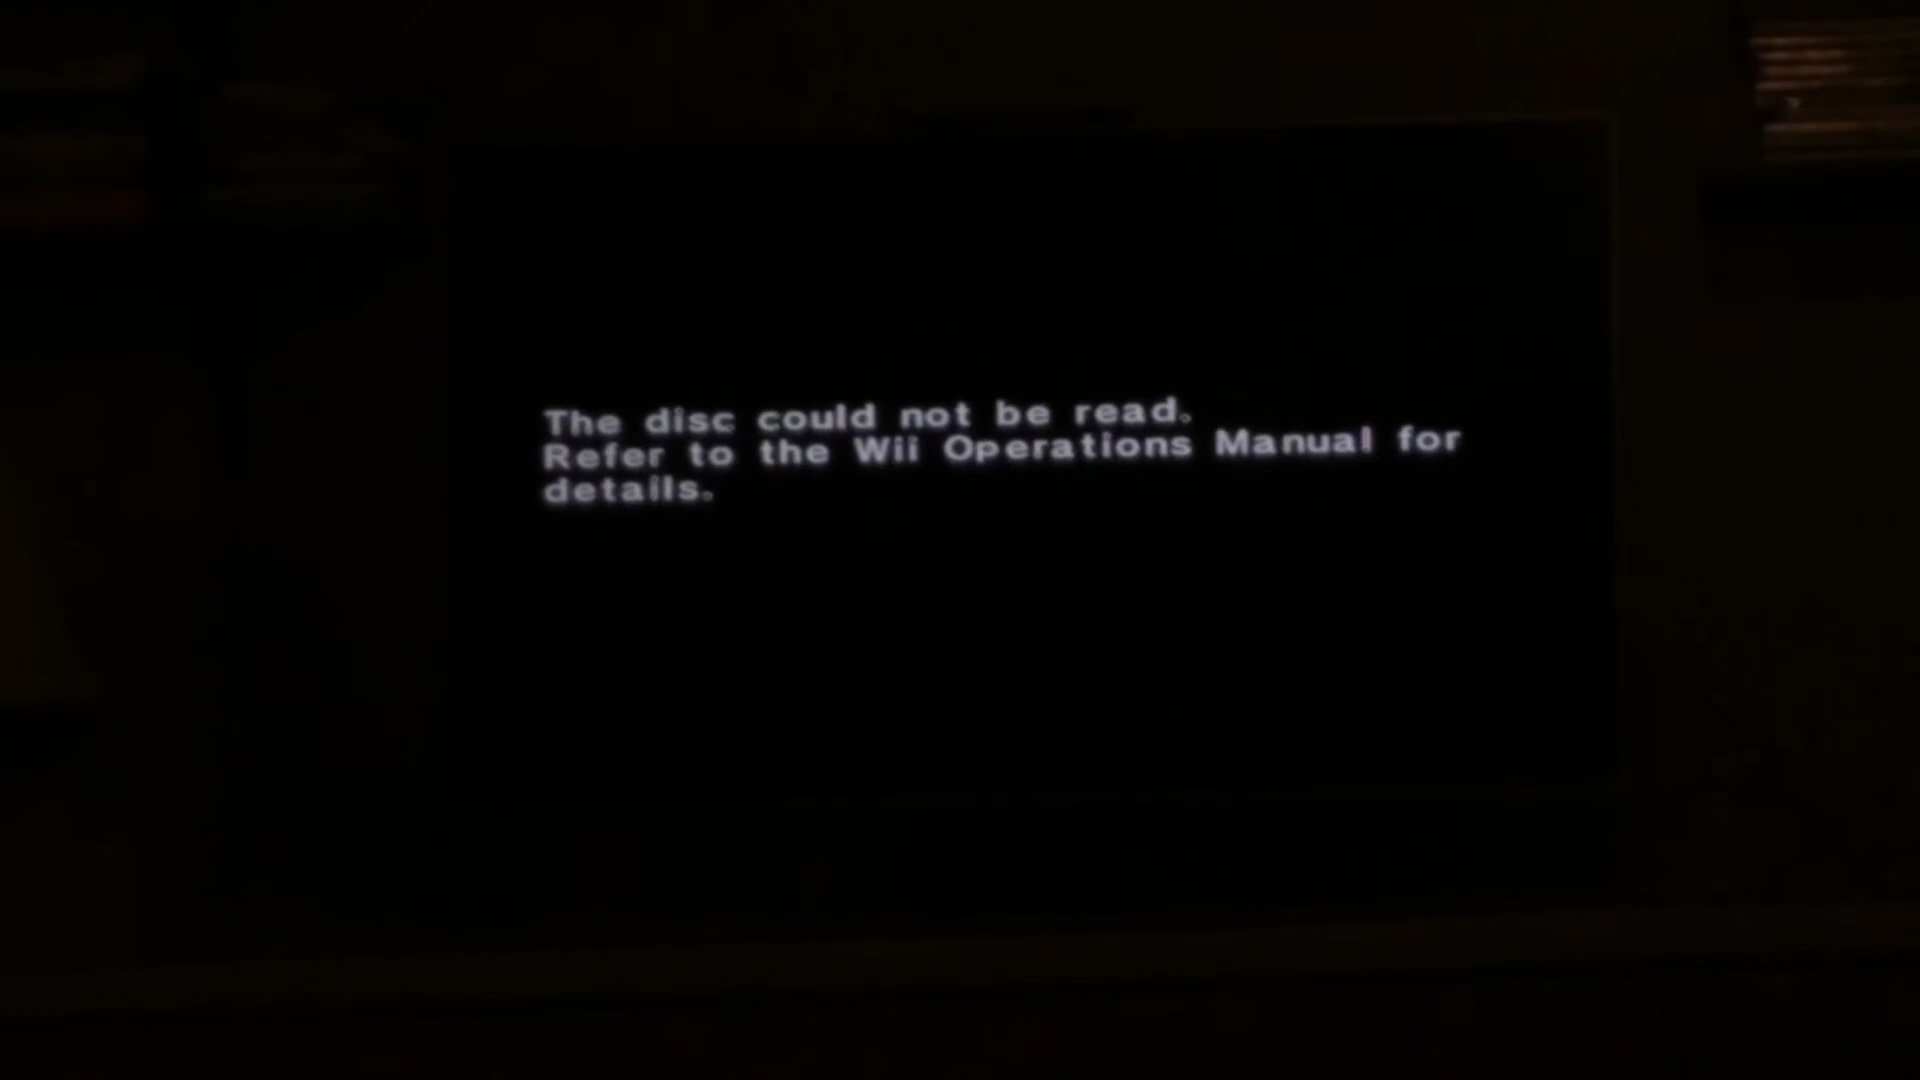 The disc could not be read.
Refer to the Wii Operations Manual for
details.